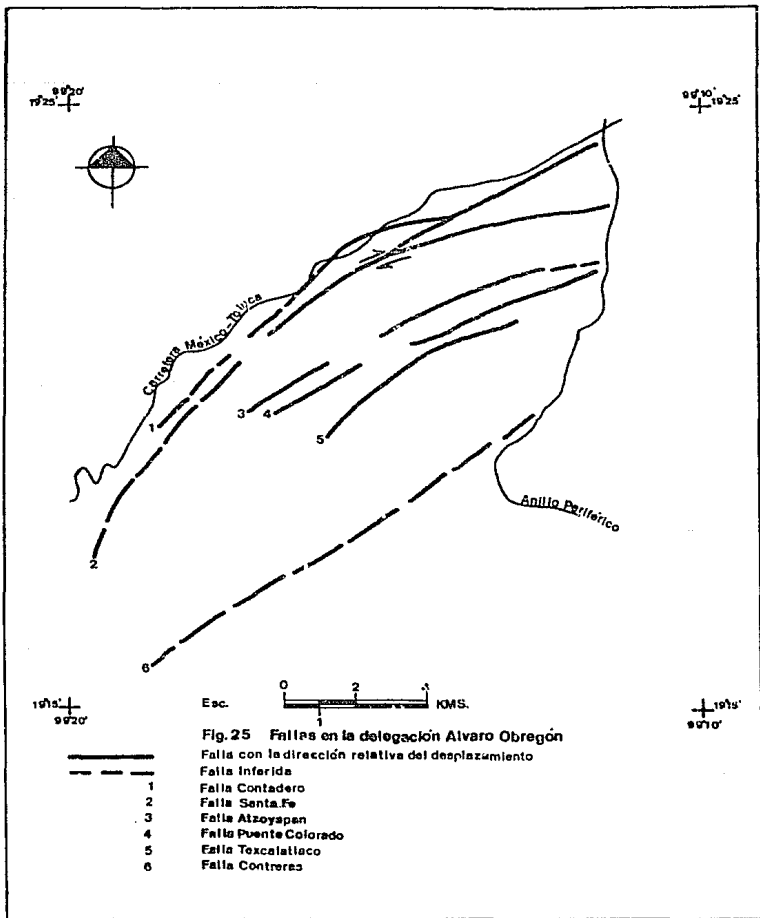 99°20'
19°25'
99°10'
19°25'
Carretera México-Toluca
1
3
4
5
2
Anillo Periférico
6
19°15'
99°20'
19°15'
99°10'
Esc. 0 2 KMS.
1
Fig. 25 Fallas en la delegación Alvaro Obregón
Falla con la dirección relativa del desplazamiento
Falla Inferida
1 Falla Contadero
2 Falla Santa Fe
3 Falla Atzoyapan
4 Falla Puente Colorado
5 Falla Texcalatlaco
6 Falla Contreras